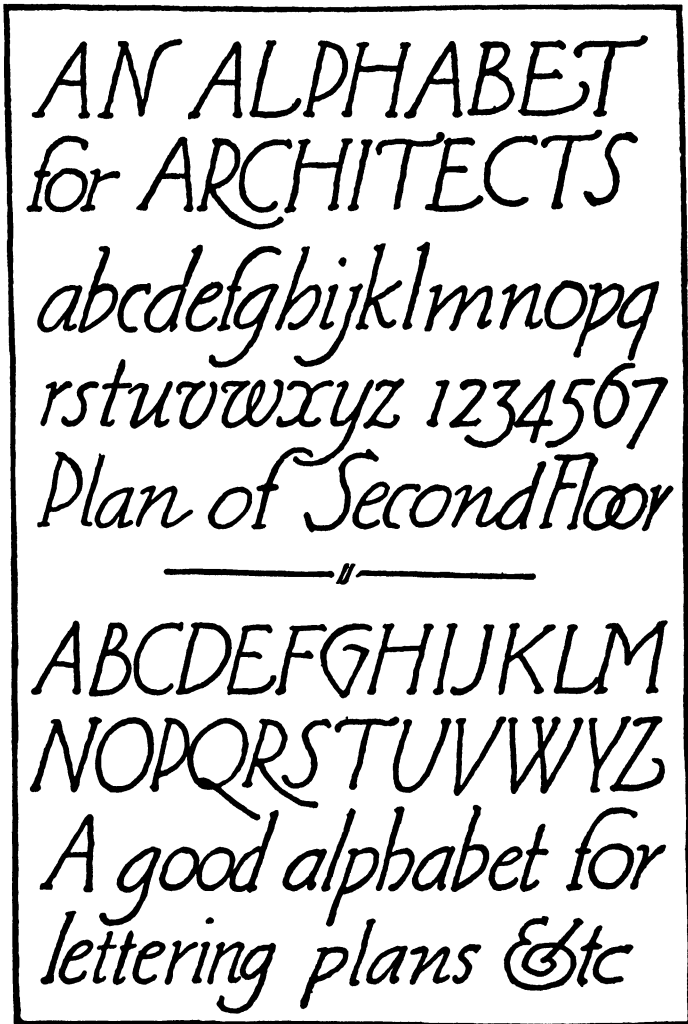 AN ALPHABET
for ARCHITECTS
abcdefghijklmnopq
rstuvwxyz 1234567
Plan of Second Floor
ABCDEFGHIJKLM
NOPQRSTUVWYZ
A good alphabet for
lettering plans &tc